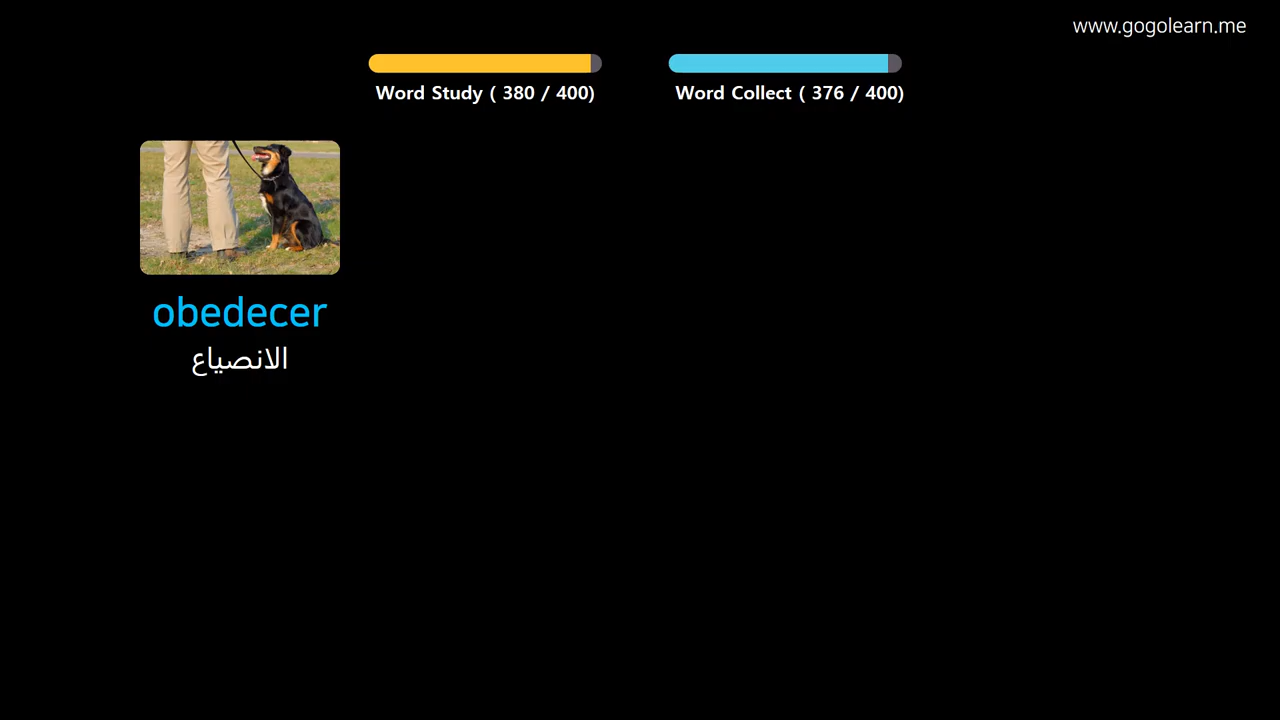 www.gogolearn.me
Word Study ( 380 / 400)
Word Collect ( 376 / 400)
obedecer
الانصياع